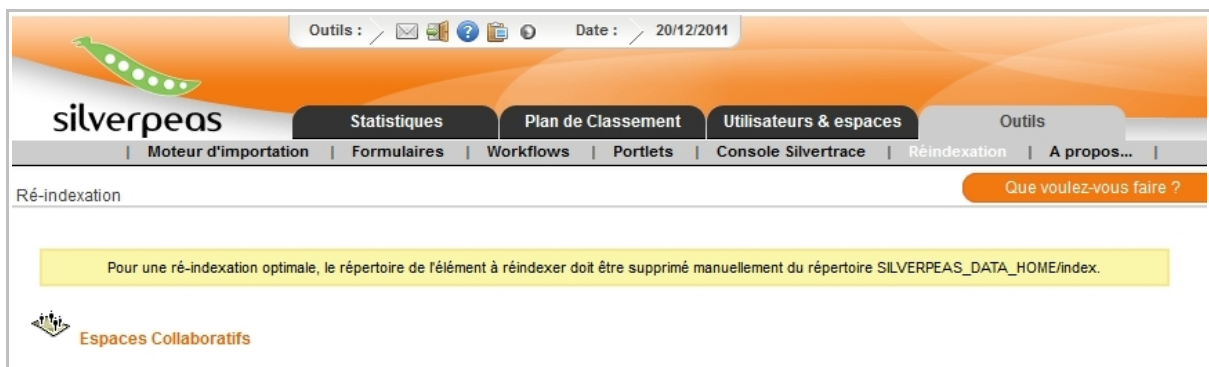 Outils : Date : 20/12/2011
silverpeas
Statistiques Plan de Classement Utilisateurs & espaces Outils
| Moteur d'importation | Formulaires | Workflows | Portlets | Console Silvertrace | Réindexation | A propos... |
Ré-indexation
Que voulez-vous faire ?
Pour une ré-indexation optimale, le répertoire de l'élément à réindexer doit être supprimé manuellement du répertoire SILVERPEAS_DATA_HOME/index.
Espaces Collaboratifs